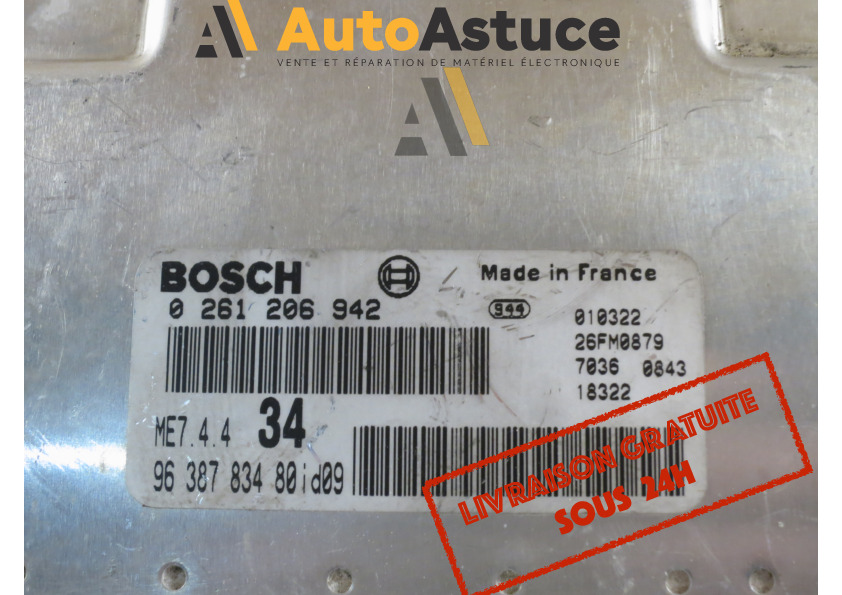 AutoAstuce
VENTE ET RÉPARATION DE MATÉRIEL ÉLECTRONIQUE
BOSCH
Made in France
0 261 206 942
944
010322
26FM0879
7036 0843
18322
ME7.4.4 34
96 387 834 80id09
LIVRAISON GRATUITE
SOUS 24H